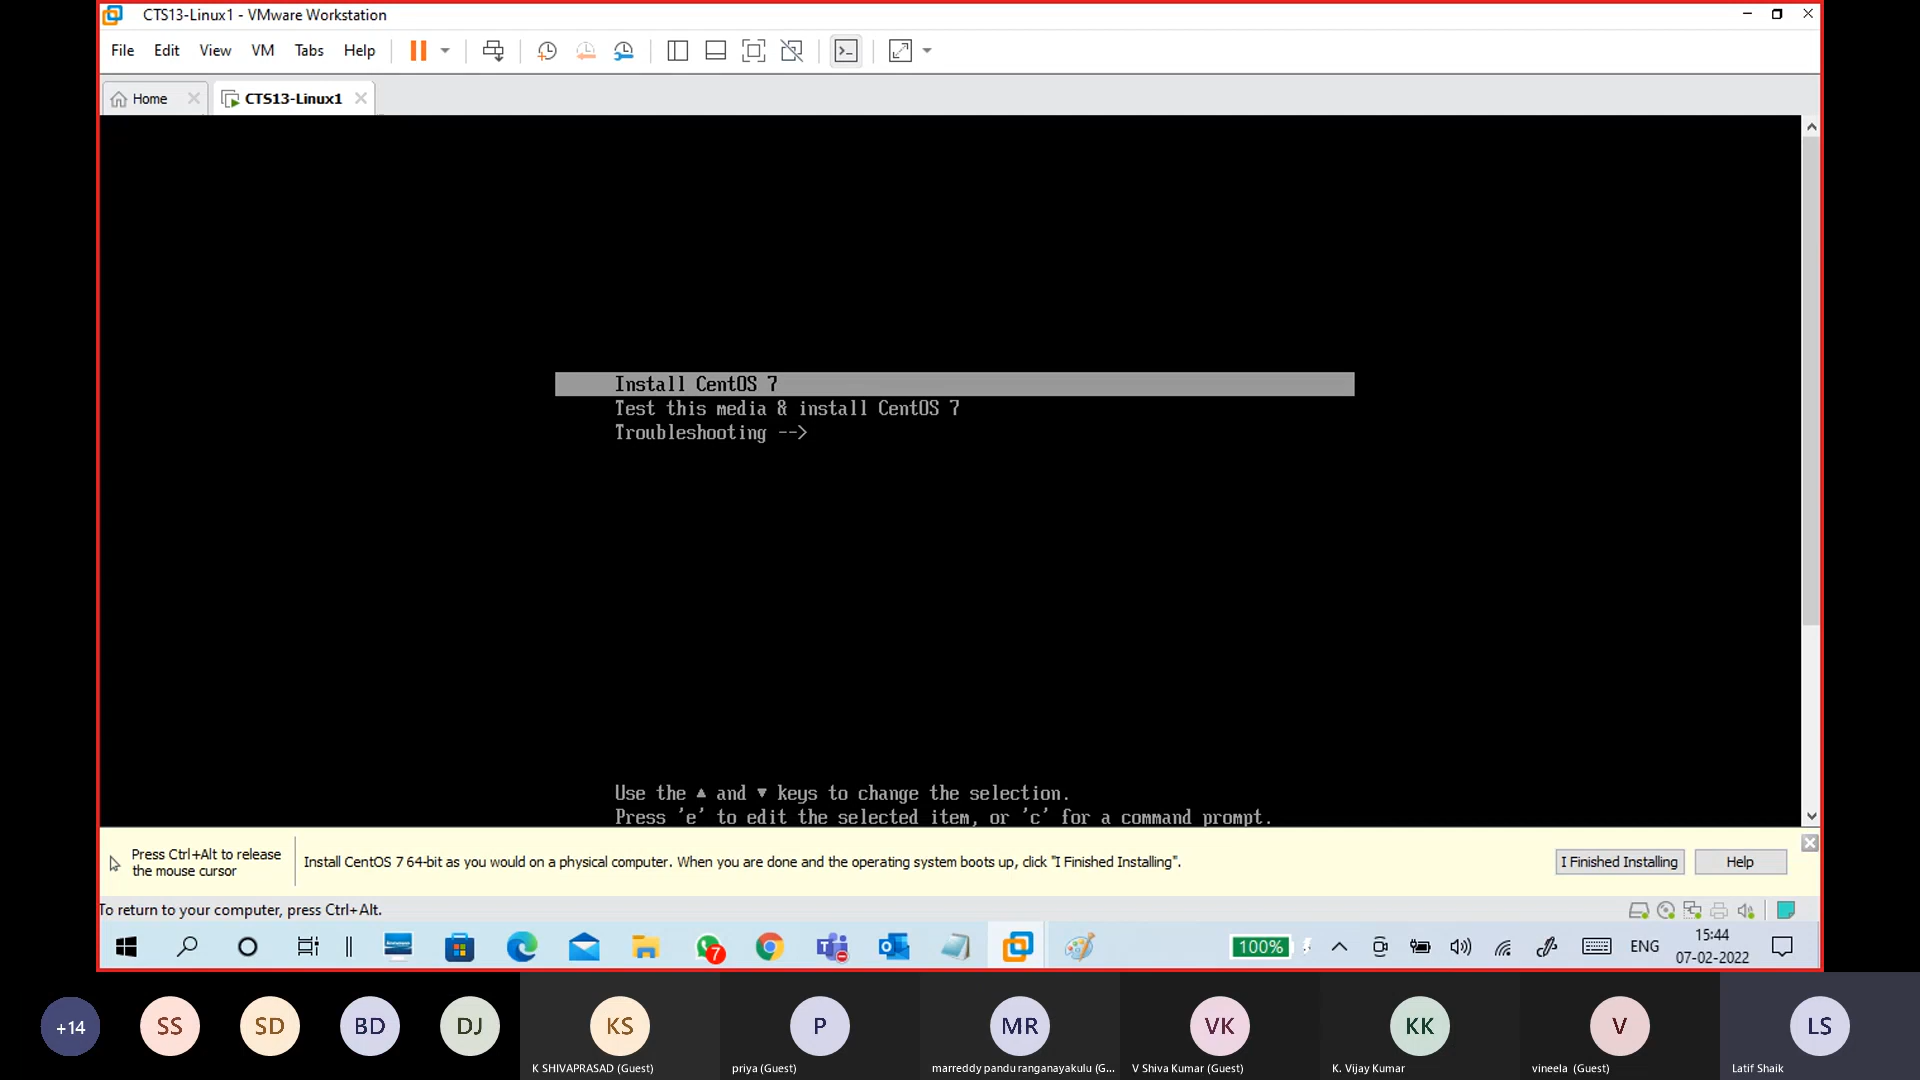 CTS13-Linux1 - VMware Workstation
File Edit View VM Tabs Help
Home CTS13-Linux1
Install CentOS 7
Test this media & install CentOS 7
Troubleshooting -->
Use the ▲ and ▼ keys to change the selection.
Press 'e' to edit the selected item, or 'c' for a command prompt.
Press Ctrl+Alt to release
the mouse cursor
Install CentOS 7 64-bit as you would on a physical computer. When you are done and the operating system boots up, click "I Finished Installing".
I Finished Installing
Help
To return to your computer, press Ctrl+Alt.
7
100%
ENG
15:44
07-02-2022
+14 SS SD BD DJ KS P MR VK KK V LS
K SHIVAPRASAD (Guest) priya (Guest) marreddy pandu ranganayakulu (G... V Shiva Kumar (Guest) K. Vijay Kumar vineela (Guest) Latif Shaik